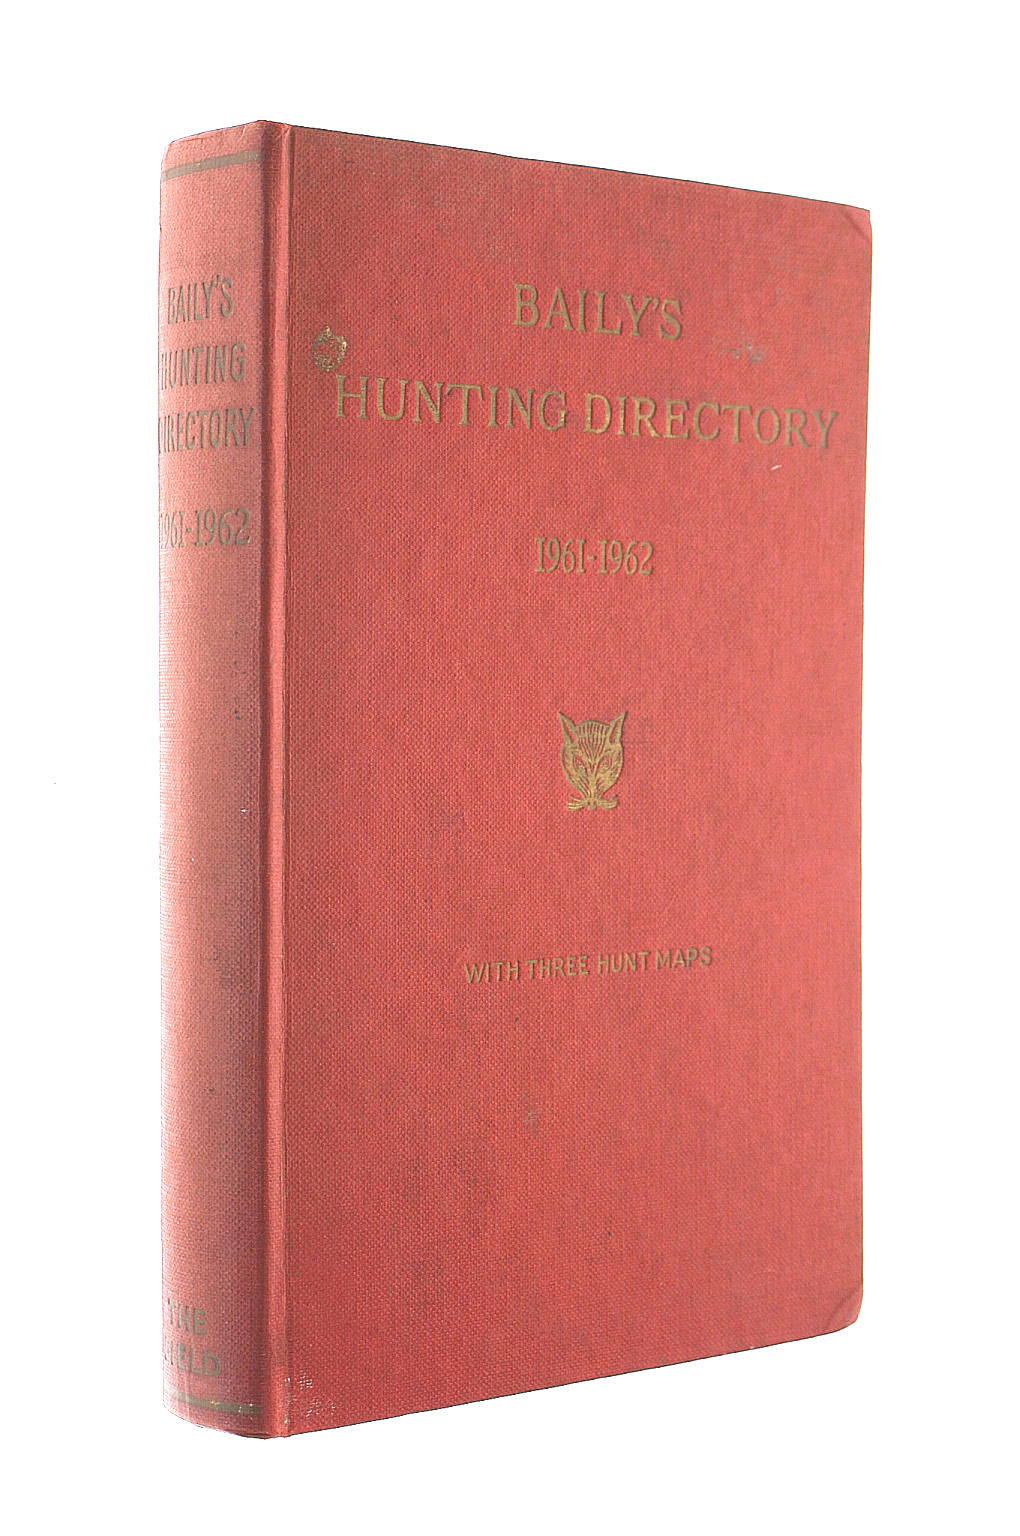 BAILY'S
HUNTING
DIRECTORY
1961-1962
THE
FIELD
BAILY'S
HUNTING DIRECTORY
1961-1962
WITH THREE HUNT MAPS